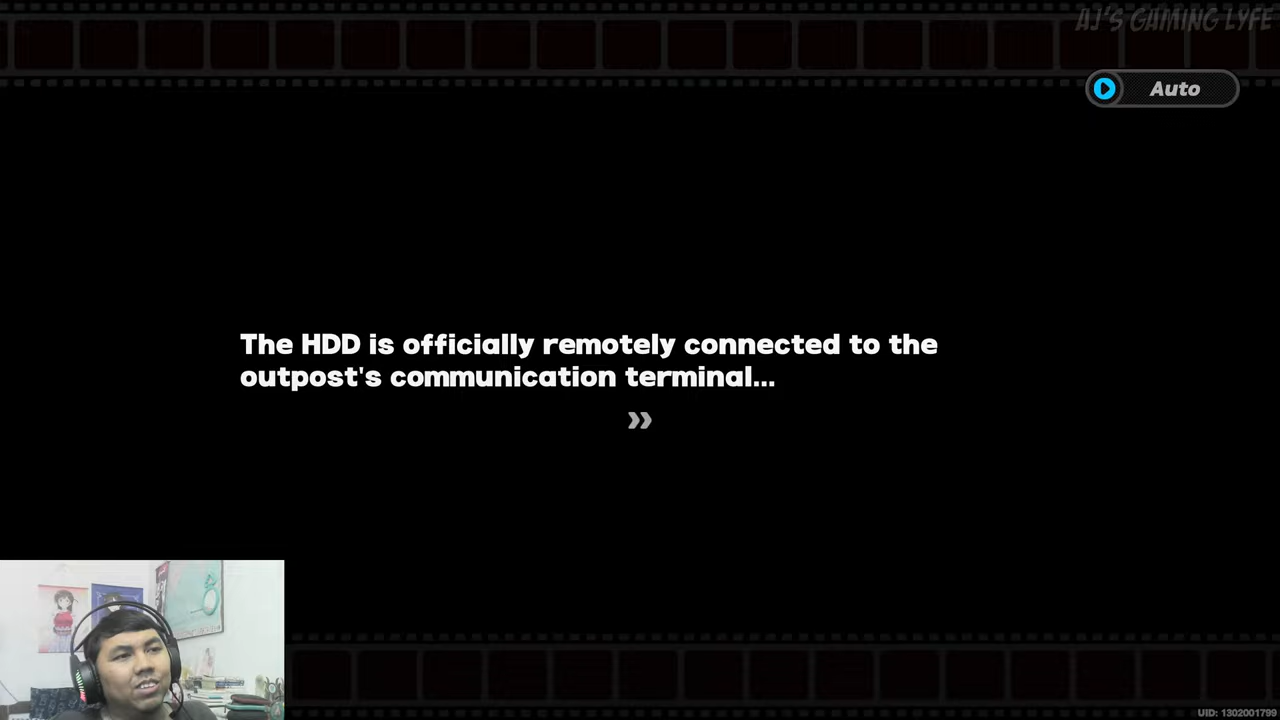 AJ'S GAMING LYFE
Auto
The HDD is officially remotely connected to the
outpost's communication terminal...
UID: 1302001799